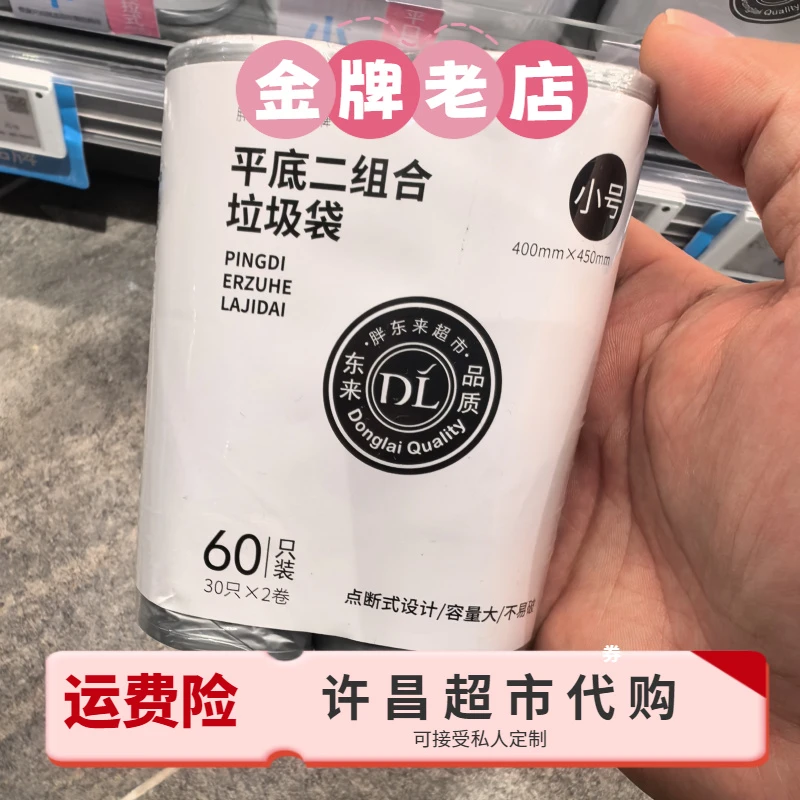 金牌老店
平底二组合
垃圾袋
PINGDI
ERZUHE
LAJIDAI
小号
400mm×450mm
·胖东来超市·
东来
品质
DL
Donglai Quality
60只装
30只×2卷
点断式设计/容量大/不易破
券
运费险
许昌超市代购
可接受私人定制